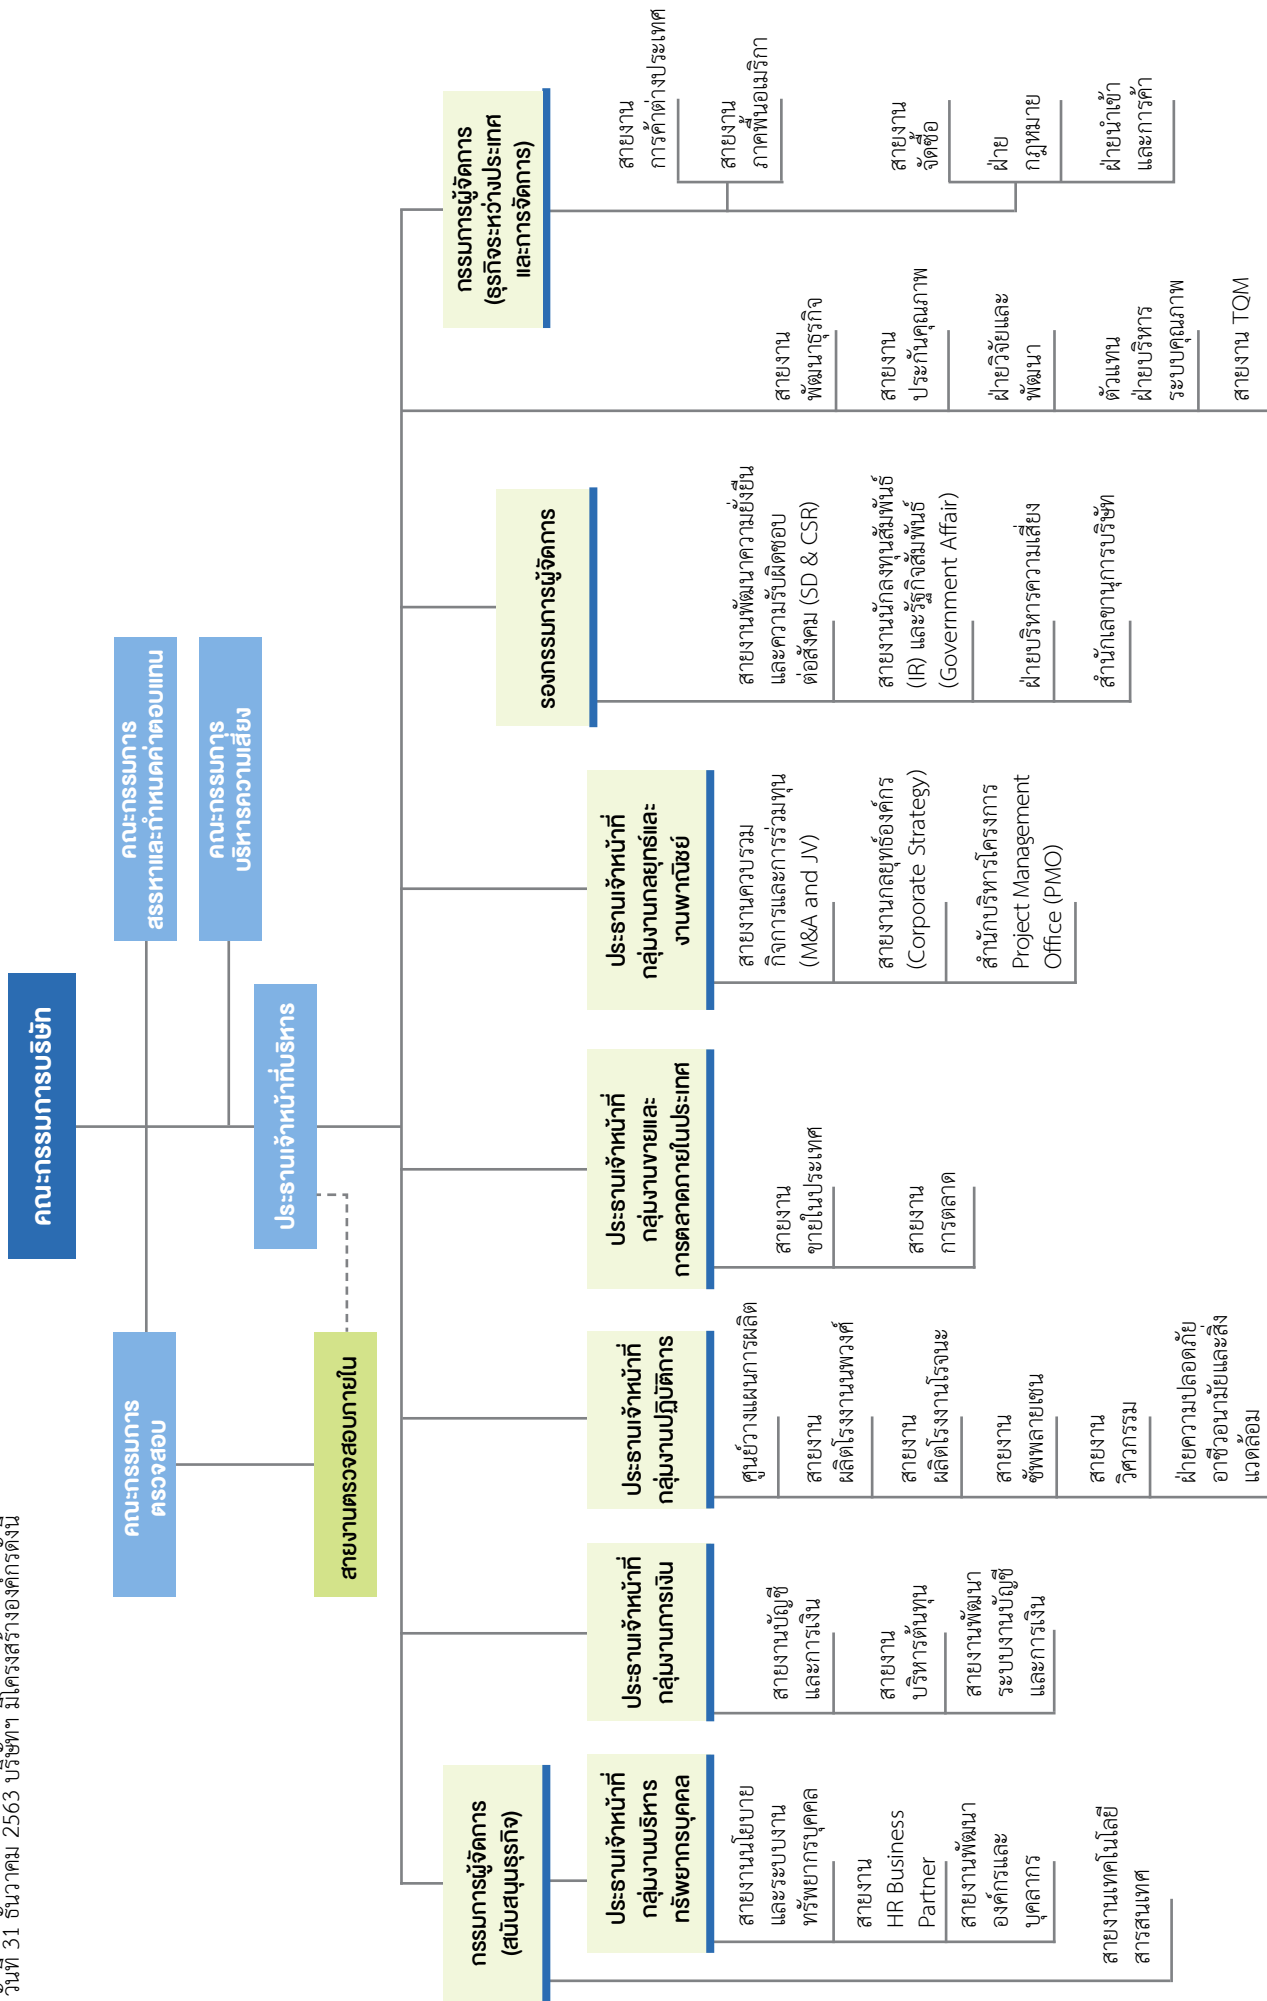 วันที่ 31 ธันวาคม 2563 บริษัทฯ มีโครงสร้างองค์กรดังนี้
คณะกรรมการบริษัท
คณะกรรมการ
ตรวจสอบ
คณะกรรมการ
สรรหาและกำหนดค่าตอบแทน
คณะกรรมการ
บริหารความเสี่ยง
ประธานเจ้าหน้าที่บริหาร
สายงานตรวจสอบภายใน
กรรมการผู้จัดการ
(สนับสนุนธุรกิจ)
ประธานเจ้าหน้าที่
กลุ่มงานบริหาร
ทรัพยากรบุคคล
สายงานนโยบาย
และระบบงาน
ทรัพยากรบุคคล
สายงาน
HR Business
Partner
สายงานพัฒนา
องค์กรและ
บุคลากร
สายงานเทคโนโลยี
สารสนเทศ
ประธานเจ้าหน้าที่
กลุ่มงานการเงิน
สายงานบัญชี
และการเงิน
สายงาน
บริหารต้นทุน
สายงานพัฒนา
ระบบงานบัญชี
และการเงิน
ประธานเจ้าหน้าที่
กลุ่มงานปฏิบัติการ
ศูนย์วางแผนการผลิต
สายงาน
ผลิตโรงงานนพวงศ์
สายงาน
ผลิตโรงงานโรจนะ
สายงาน
ซัพพลายเชน
สายงาน
วิศวกรรม
ฝ่ายความปลอดภัย
อาชีวอนามัยและสิ่ง
แวดล้อม
ประธานเจ้าหน้าที่
กลุ่มงานขายและ
การตลาดภายในประเทศ
สายงาน
ขายในประเทศ
สายงาน
การตลาด
ประธานเจ้าหน้าที่
กลุ่มงานกลยุทธ์และ
งานพาณิชย์
สายงานควบรวม
กิจการและการร่วมทุน
(M&A and JV)
สายงานกลยุทธ์องค์กร
(Corporate Strategy)
สำนักบริหารโครงการ
Project Management
Office (PMO)
รองกรรมการผู้จัดการ
สายงานพัฒนาความยั่งยืน
และความรับผิดชอบ
ต่อสังคม (SD & CSR)
สายงานนักลงทุนสัมพันธ์
(IR) และรัฐกิจสัมพันธ์
(Government Affair)
ฝ่ายบริหารความเสี่ยง
สำนักเลขานุการบริษัท
สายงาน
พัฒนาธุรกิจ
สายงาน
ประกันคุณภาพ
ฝ่ายวิจัยและ
พัฒนา
ตัวแทน
ฝ่ายบริหาร
ระบบคุณภาพ
สายงาน TQM
กรรมการผู้จัดการ
(ธุรกิจระหว่างประเทศ
และการจัดการ)
สายงาน
การค้าต่างประเทศ
สายงาน
ภาคพื้นอเมริกา
สายงาน
จัดซื้อ
ฝ่าย
กฎหมาย
ฝ่ายนำเข้า
และการค้า